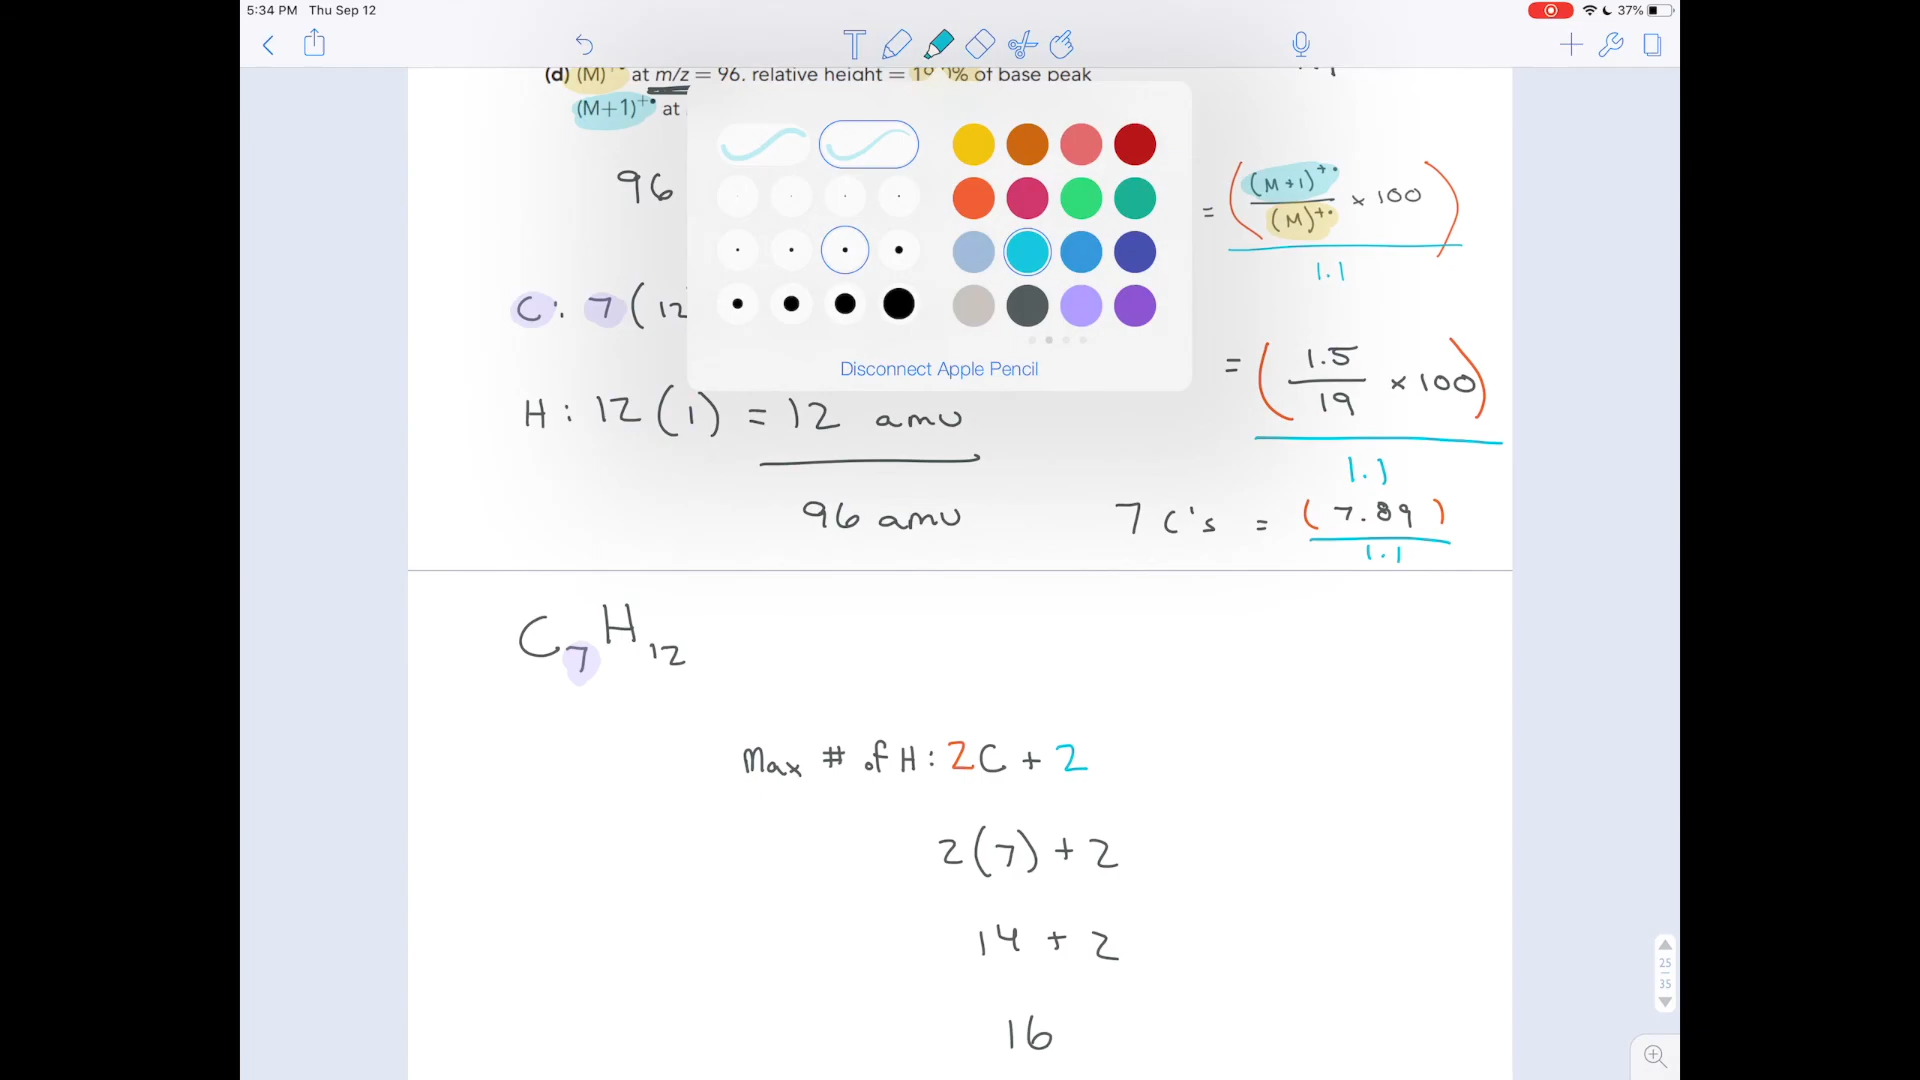 5:34 PM Thu Sep 12
37%
(d) (M)+• at m/z = 96, relative height = 19.0% of base peak
(M+1)+• at
96
= ( (M+1)+• / (M)+• × 100 )
1.1
C: 7 (12
= ( 1.5 / 19 × 100 )
1.1
Disconnect Apple Pencil
H: 12 (1) = 12 amu
96 amu
7 C's = ( 7.89 )
1.1
C7H12
Max # of H: 2C + 2
2(7) + 2
14 + 2
16
25
35